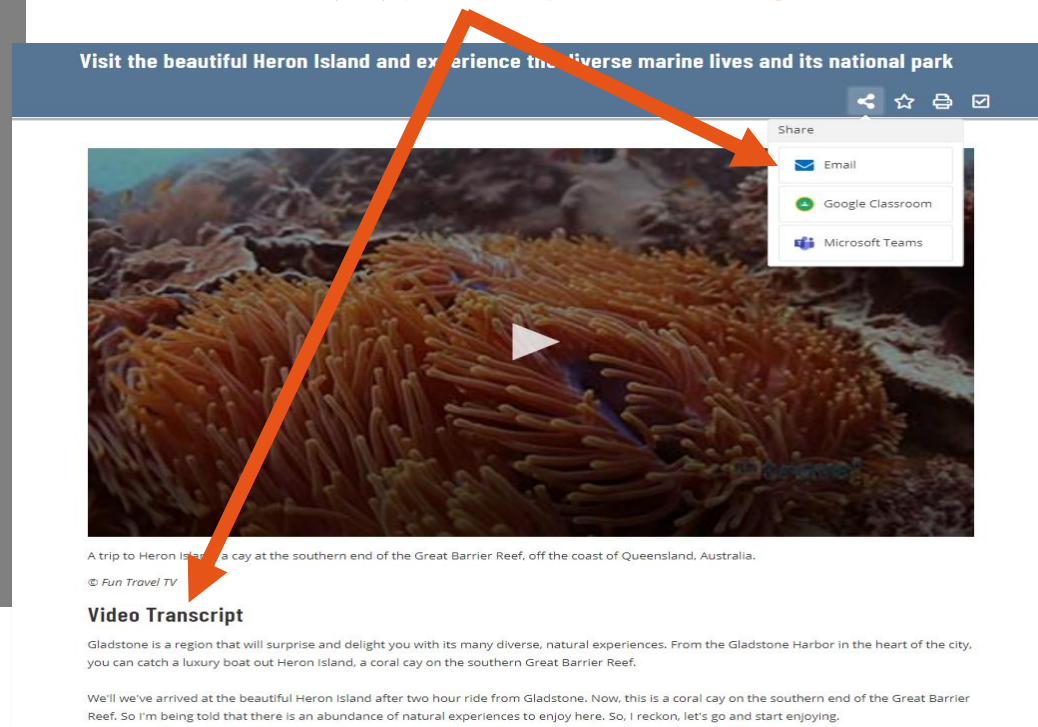 Visit the beautiful Heron Island and experience the diverse marine lives and its national park
Share
Email
Google Classroom
Microsoft Teams
A trip to Heron Island, a cay at the southern end of the Great Barrier Reef, off the coast of Queensland, Australia.
© Fun Travel TV
Video Transcript
Gladstone is a region that will surprise and delight you with its many diverse, natural experiences. From the Gladstone Harbor in the heart of the city,
you can catch a luxury boat out Heron Island, a coral cay on the southern Great Barrier Reef.
We'll we've arrived at the beautiful Heron Island after two hour ride from Gladstone. Now, this is a coral cay on the southern end of the Great Barrier
Reef. So I'm being told that there is an abundance of natural experiences to enjoy here. So, I reckon, let's go and start enjoying.